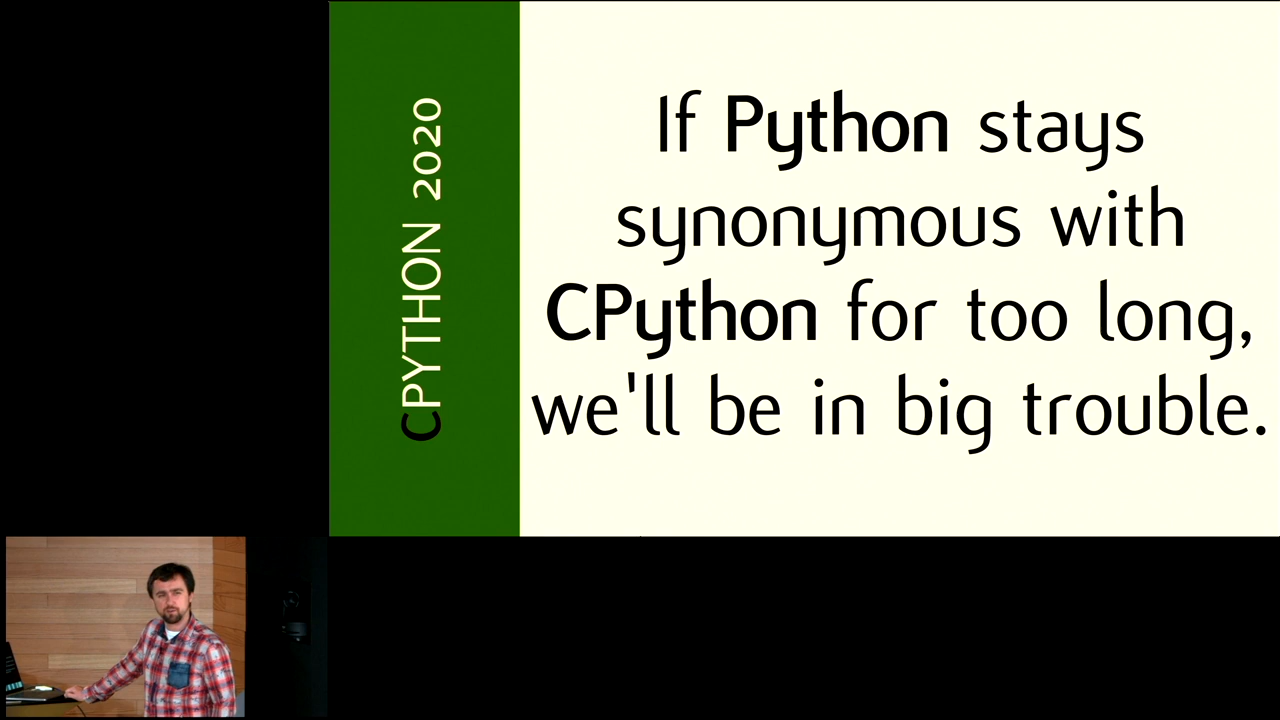 CPYTHON 2020
If Python stays
synonymous with
CPython for too long,
we'll be in big trouble.